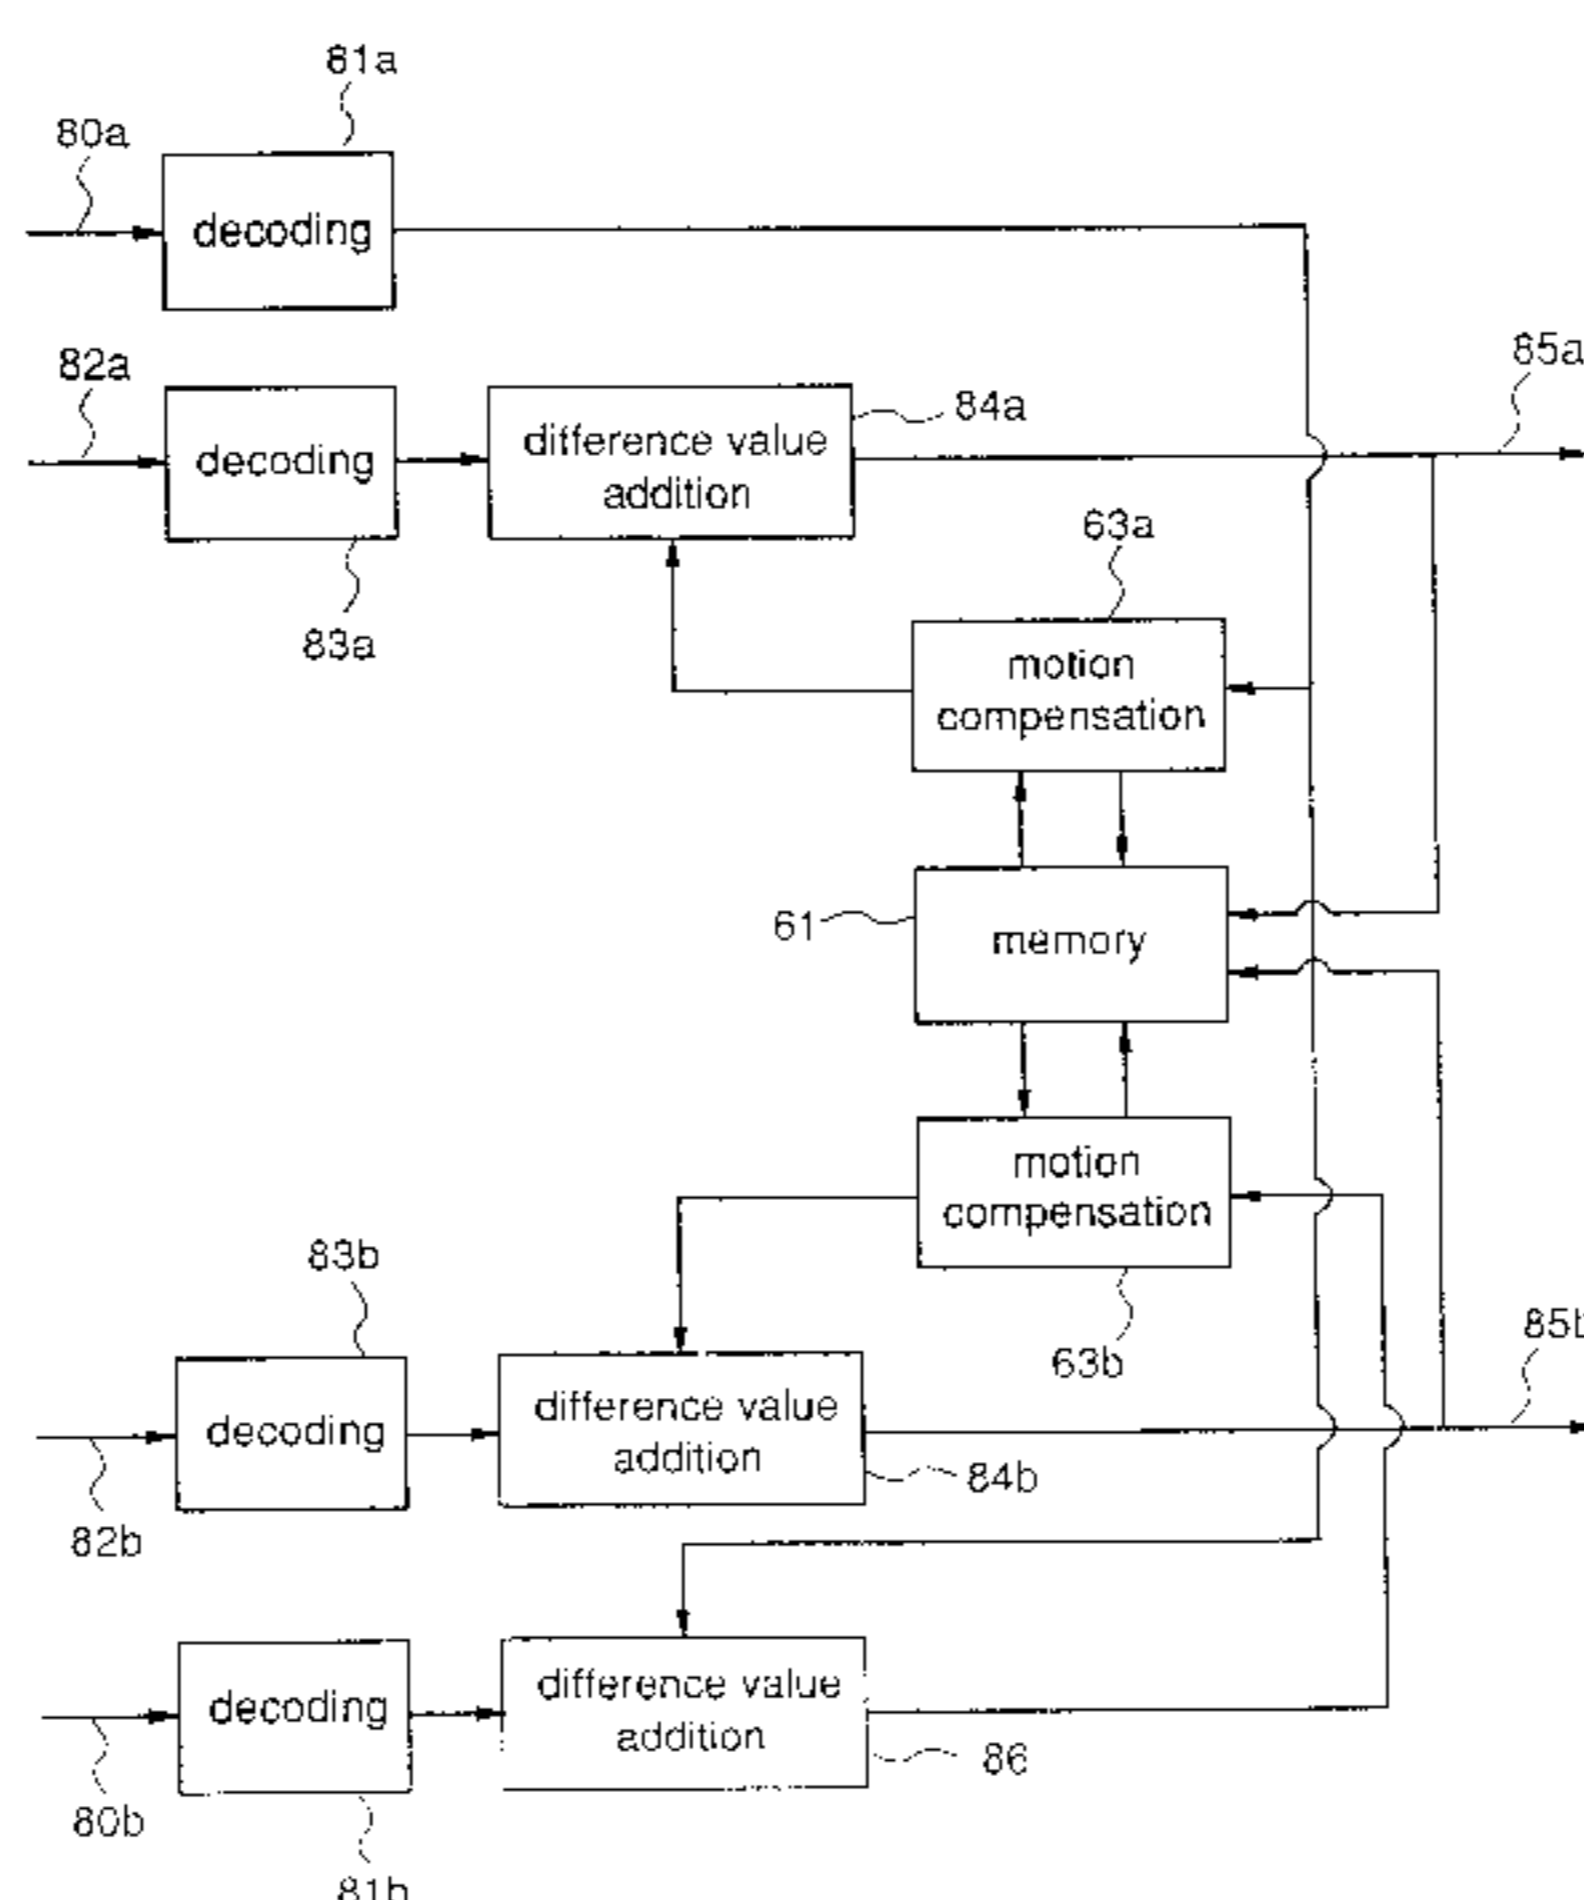 81a
80a
decoding
85a
82a
84a
decoding
difference value
addition
63a
83a
motion
compensation
61
memory
motion
compensation
83b
85b
63b
decoding
difference value
addition
84b
82b
decoding
difference value
addition
86
80b
81b